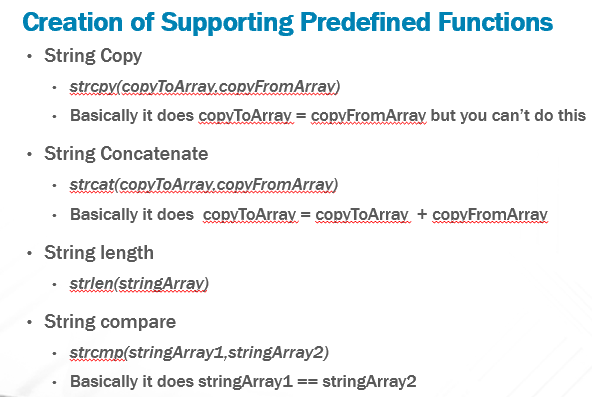 Creation of Supporting Predefined Functions
• String Copy
• strcpy(copyToArray,copyFromArray)
• Basically it does copyToArray = copyFromArray but you can't do this
• String Concatenate
• strcat(copyToArray,copyFromArray)
• Basically it does copyToArray = copyToArray + copyFromArray
• String length
• strlen(stringArray)
• String compare
• strcmp(stringArray1,stringArray2)
• Basically it does stringArray1 == stringArray2